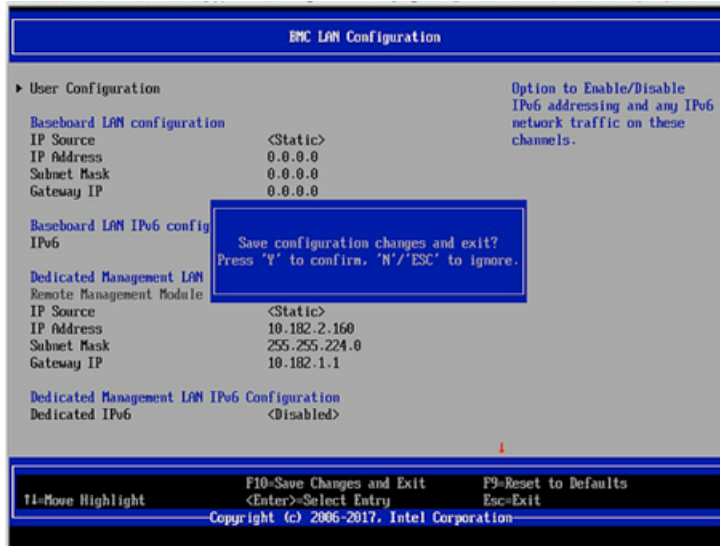 BMC LAN Configuration
▶ User Configuration
Option to Enable/Disable
IPv6 addressing and any IPv6
network traffic on these
channels.
Baseboard LAN configuration
IP Source <Static>
IP Address 0.0.0.0
Subnet Mask 0.0.0.0
Gateway IP 0.0.0.0
Baseboard LAN IPv6 config
IPv6
Save configuration changes and exit?
Press 'Y' to confirm, 'N'/'ESC' to ignore.
Dedicated Management LAN
Remote Management Module
IP Source <Static>
IP Address 10.182.2.160
Subnet Mask 255.255.224.0
Gateway IP 10.182.1.1
Dedicated Management LAN IPv6 Configuration
Dedicated IPv6 <Disabled>
↓
F10=Save Changes and Exit F9=Reset to Defaults
↑↓=Move Highlight <Enter>=Select Entry Esc=Exit
Copyright (c) 2006-2017, Intel Corporation